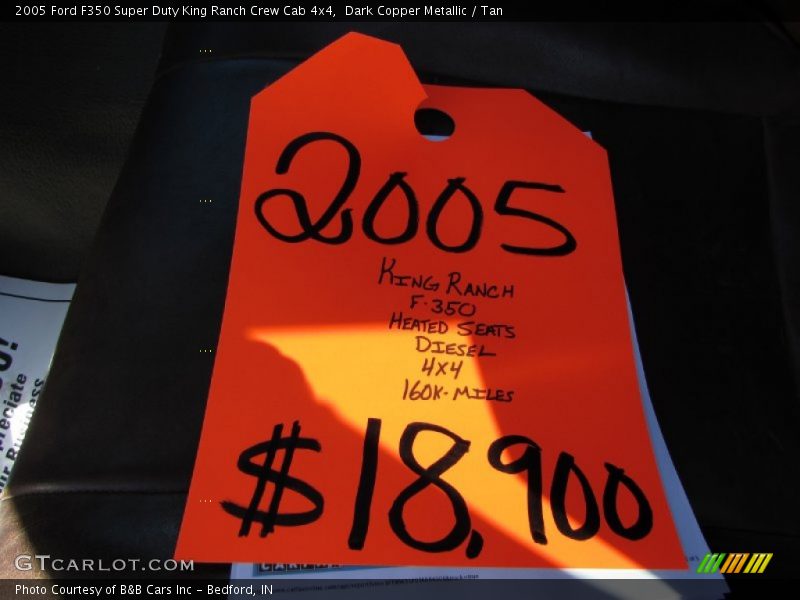 2005 Ford F350 Super Duty King Ranch Crew Cab 4x4,  Dark Copper Metallic / Tan
2005
KING RANCH
F-350
HEATED SEATS
DIESEL
4X4
160K-MILES
$18,900
GTCARLOT.COM
Photo Courtesy of B&B Cars Inc - Bedford, IN